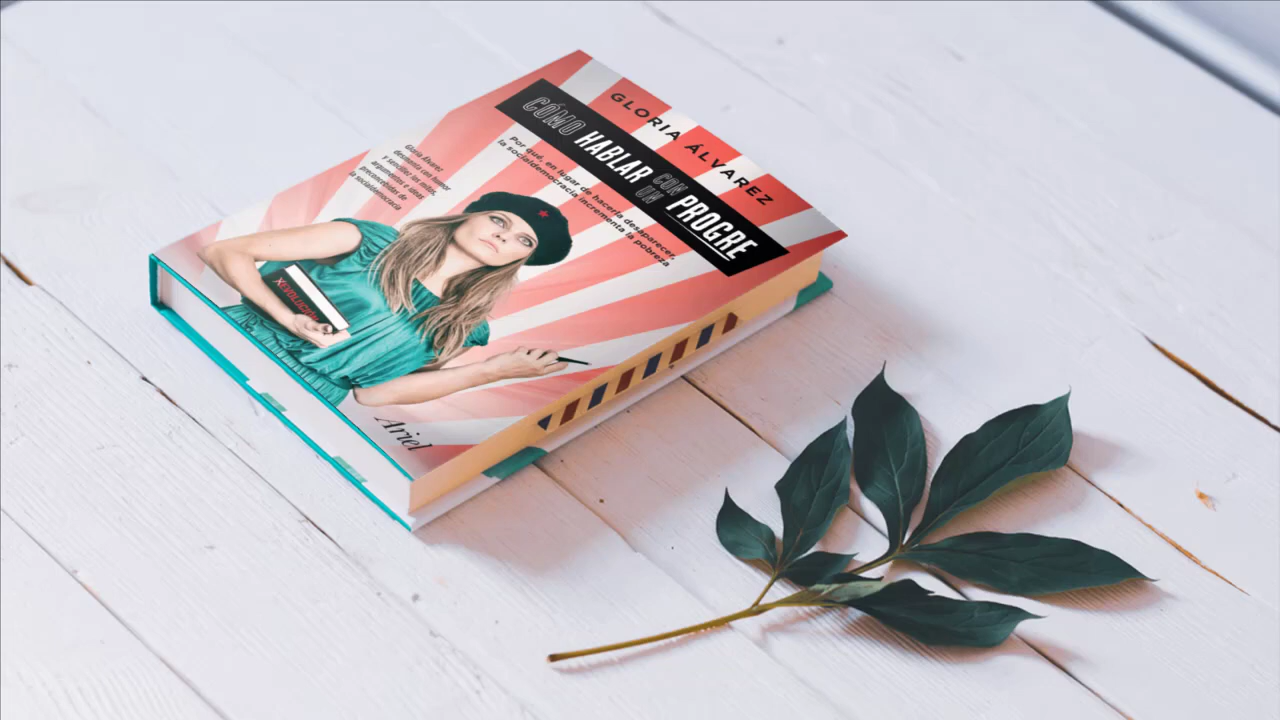 GLORIA ÁLVAREZ
CÓMO HABLAR CON UN PROGRE
Por qué, en lugar de hacerla desaparecer,
la socialdemocracia incrementa la pobreza
Gloria Álvarez
desmonta con humor
y sencillez los mitos,
argumentos e ideas
preconcebidas de
la socialdemocracia
Ariel